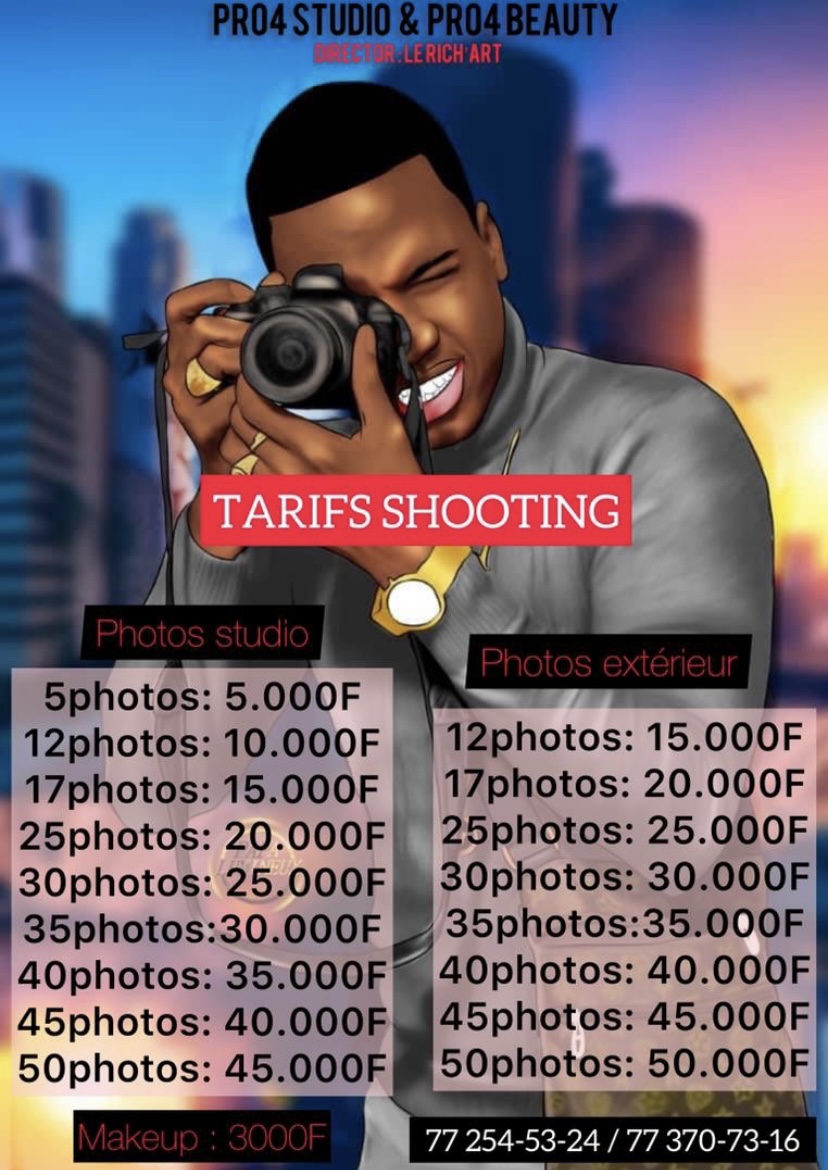 PRO4 STUDIO & PRO4 BEAUTY
DIRECTOR : LE RICH'ART
TARIFS SHOOTING
Photos studio
5photos: 5.000F
12photos: 10.000F
17photos: 15.000F
25photos: 20.000F
30photos: 25.000F
35photos:30.000F
40photos: 35.000F
45photos: 40.000F
50photos: 45.000F
Photos extérieur
12photos: 15.000F
17photos: 20.000F
25photos: 25.000F
30photos: 30.000F
35photos:35.000F
40photos: 40.000F
45photos: 45.000F
50photos: 50.000F
Makeup : 3000F
77 254-53-24 / 77 370-73-16